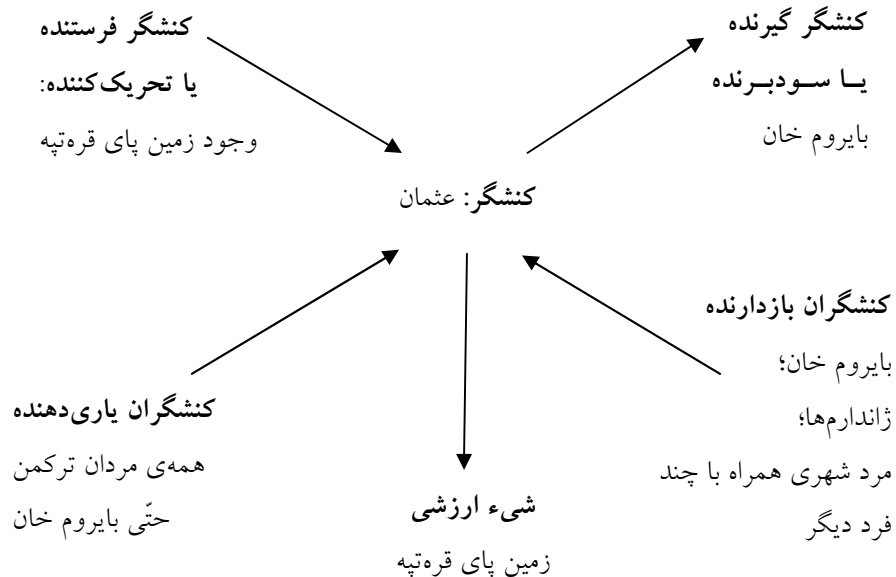 کنشگر گیرنده
یا سودبرنده
بایروم خان
کنشگر فرستنده
یا تحریک‌کننده:
وجود زمین پای قره‌تپه
کنشگر: عثمان
کنشگران بازدارنده
بایروم خان؛
ژاندارم‌ها؛
مرد شهری همراه با چند
فرد دیگر
کنشگران یاری‌دهنده
همه‌ی مردان ترکمن
حتّی بایروم خان
شیء ارزشی
زمین پای قره‌تپه